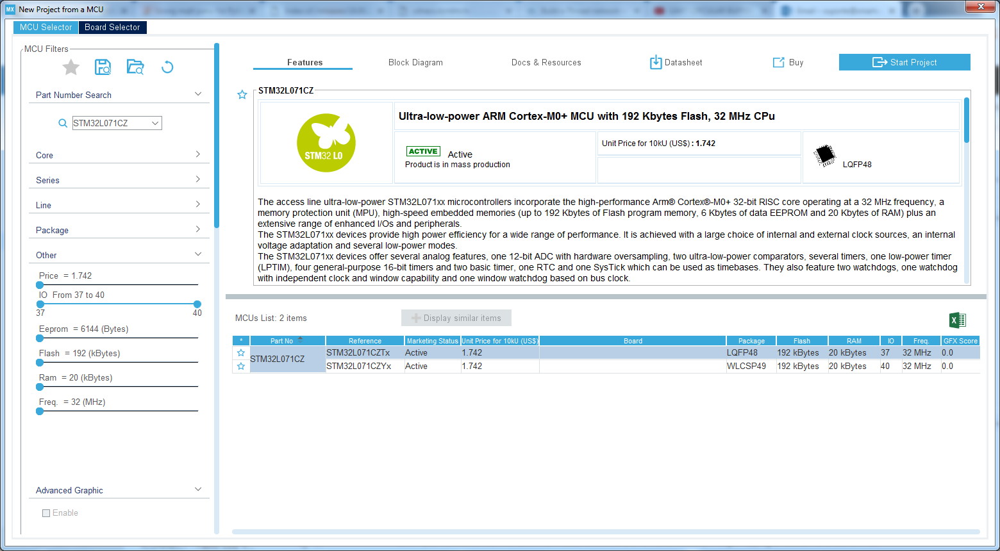 MX New Project from a MCU
MCU Selector
Board Selector
MCU Filters
Part Number Search
STM32L071CZ
Core
Series
Line
Package
Other
Price = 1.742
IO From 37 to 40
37 40
Eeprom = 6144 (Bytes)
Flash = 192 (kBytes)
Ram = 20 (kBytes)
Freq. = 32 (MHz)
Advanced Graphic
Enable
Features
Block Diagram
Docs & Resources
Datasheet
Buy
Start Project
STM32L071CZ
STM32 L0
Ultra-low-power ARM Cortex-M0+ MCU with 192 Kbytes Flash, 32 MHz CPu
ACTIVE Active
Product is in mass production
Unit Price for 10kU (US$) : 1.742
LQFP48
The access line ultra-low-power STM32L071xx microcontrollers incorporate the high-performance Arm® Cortex®-M0+ 32-bit RISC core operating at a 32 MHz frequency, a
memory protection unit (MPU), high-speed embedded memories (up to 192 Kbytes of Flash program memory, 6 Kbytes of data EEPROM and 20 Kbytes of RAM) plus an
extensive range of enhanced I/Os and peripherals.
The STM32L071xx devices provide high power efficiency for a wide range of performance. It is achieved with a large choice of internal and external clock sources, an internal
voltage adaptation and several low-power modes.
The STM32L071xx devices offer several analog features, one 12-bit ADC with hardware oversampling, two ultra-low-power comparators, several timers, one low-power timer
(LPTIM), four general-purpose 16-bit timers and two basic timer, one RTC and one SysTick which can be used as timebases. They also feature two watchdogs, one watchdog
with independent clock and window capability and one window watchdog based on bus clock.
MCUs List: 2 items
Display similar items
* Part No Reference Marketing Status Unit Price for 10kU (US$) Board Package Flash RAM IO Freq. GFX Score
STM32L071CZ
STM32L071CZTx Active 1.742 LQFP48 192 kBytes 20 kBytes 37 32 MHz 0.0
STM32L071CZYx Active 1.742 WLCSP49 192 kBytes 20 kBytes 40 32 MHz 0.0